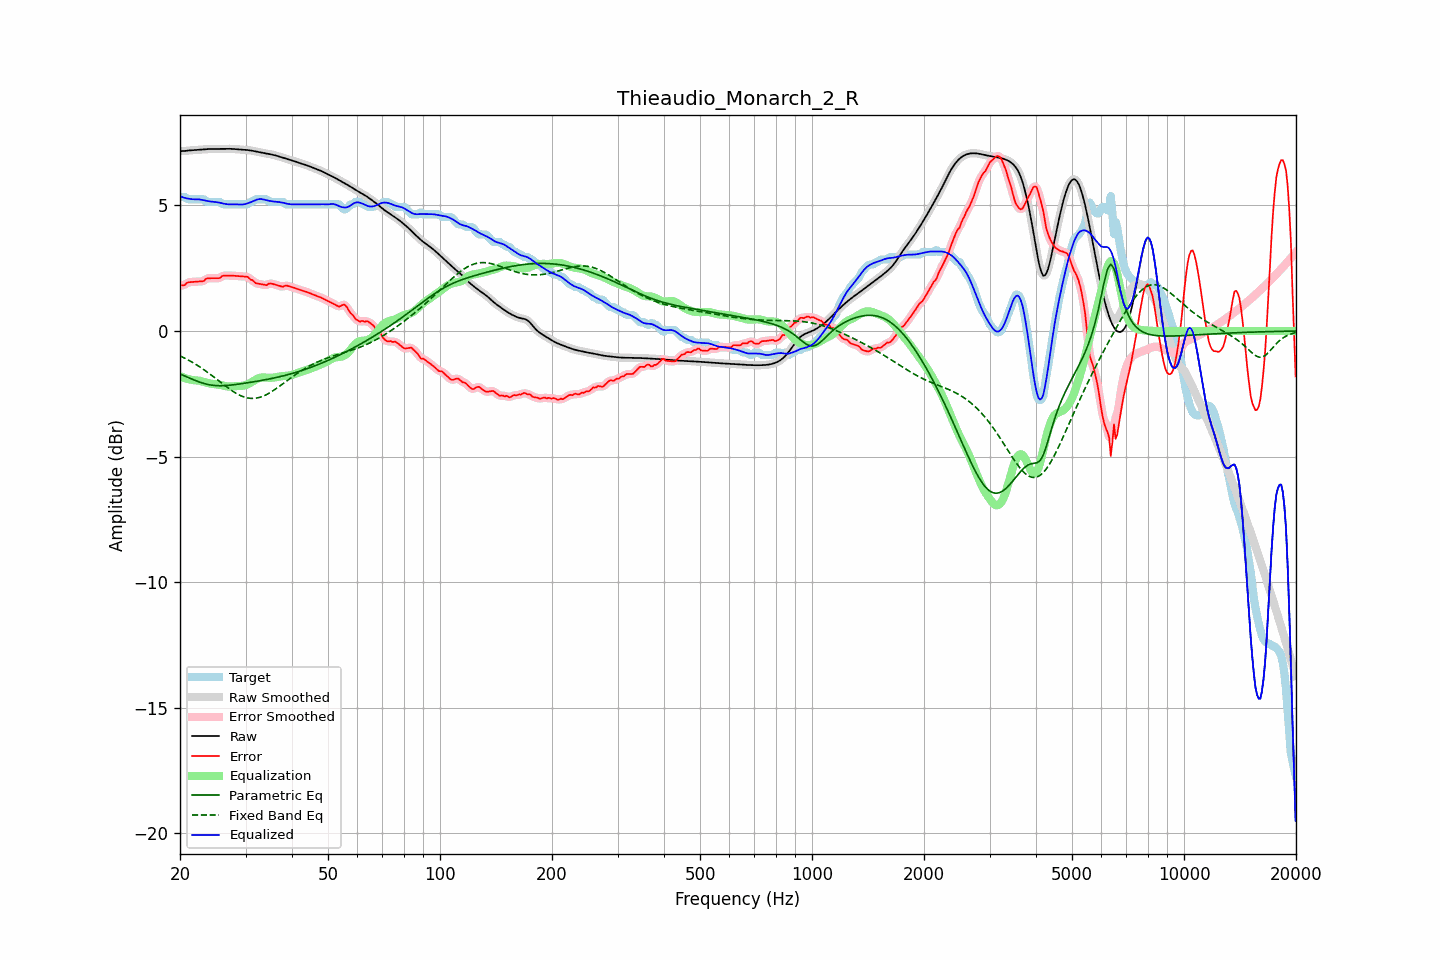 Thieaudio_Monarch_2_R
Amplitude (dBr)
5
0
−5
−10
−15
−20
Target
Raw Smoothed
Error Smoothed
Raw
Error
Equalization
Parametric Eq
Fixed Band Eq
Equalized
20 50 100 200 500 1000 2000 5000 10000 20000
Frequency (Hz)